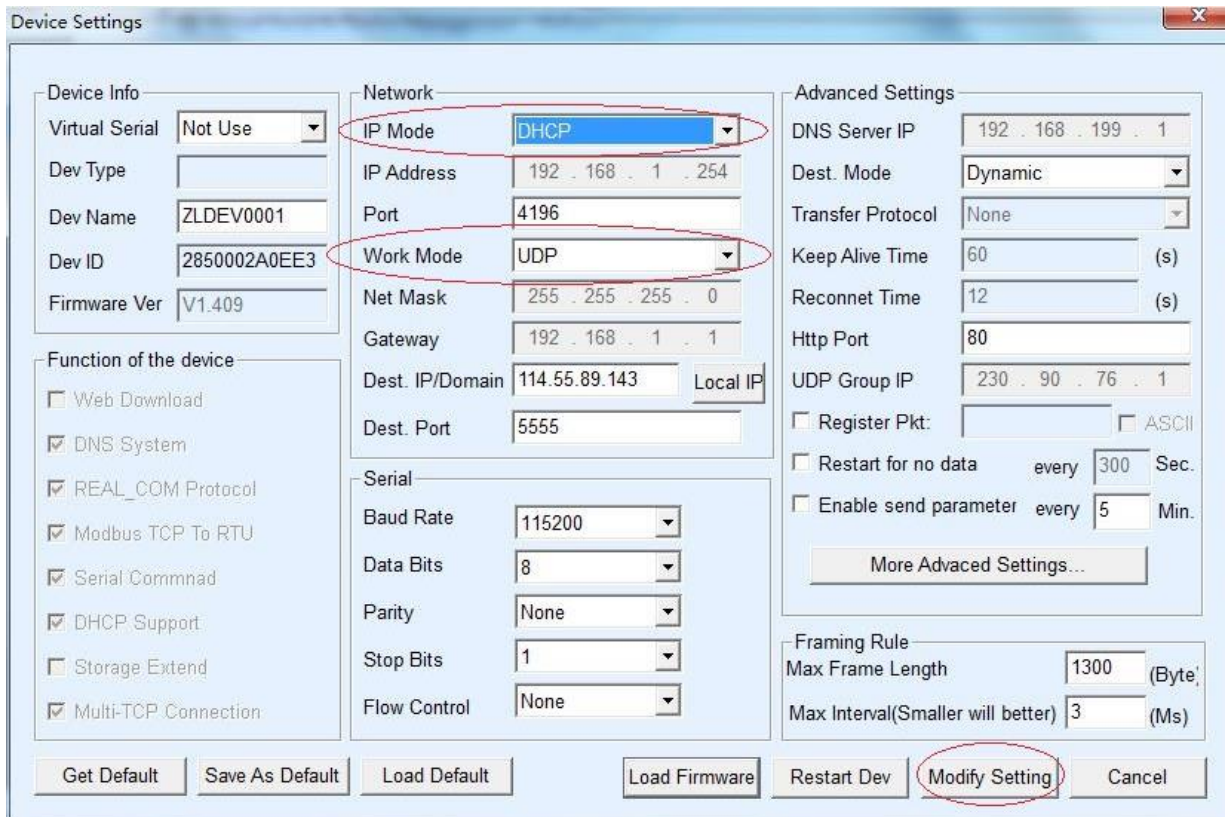 Device Settings
Device Info
Virtual Serial Not Use
Dev Type
Dev Name ZLDEV0001
Dev ID 2850002A0EE3
Firmware Ver V1.409
Function of the device
Web Download
DNS System
REAL_COM Protocol
Modbus TCP To RTU
Serial Commnad
DHCP Support
Storage Extend
Multi-TCP Connection
Network
IP Mode DHCP
IP Address 192 . 168 . 1 . 254
Port 4196
Work Mode UDP
Net Mask 255 . 255 . 255 . 0
Gateway 192 . 168 . 1 . 1
Dest. IP/Domain 114.55.89.143 Local IP
Dest. Port 5555
Serial
Baud Rate 115200
Data Bits 8
Parity None
Stop Bits 1
Flow Control None
Advanced Settings
DNS Server IP 192 . 168 . 199 . 1
Dest. Mode Dynamic
Transfer Protocol None
Keep Alive Time 60 (s)
Reconnet Time 12 (s)
Http Port 80
UDP Group IP 230 . 90 . 76 . 1
Register Pkt: ASCII
Restart for no data every 300 Sec.
Enable send parameter every 5 Min.
More Advaced Settings...
Framing Rule
Max Frame Length 1300 (Byte)
Max Interval(Smaller will better) 3 (Ms)
Get Default Save As Default Load Default Load Firmware Restart Dev Modify Setting Cancel